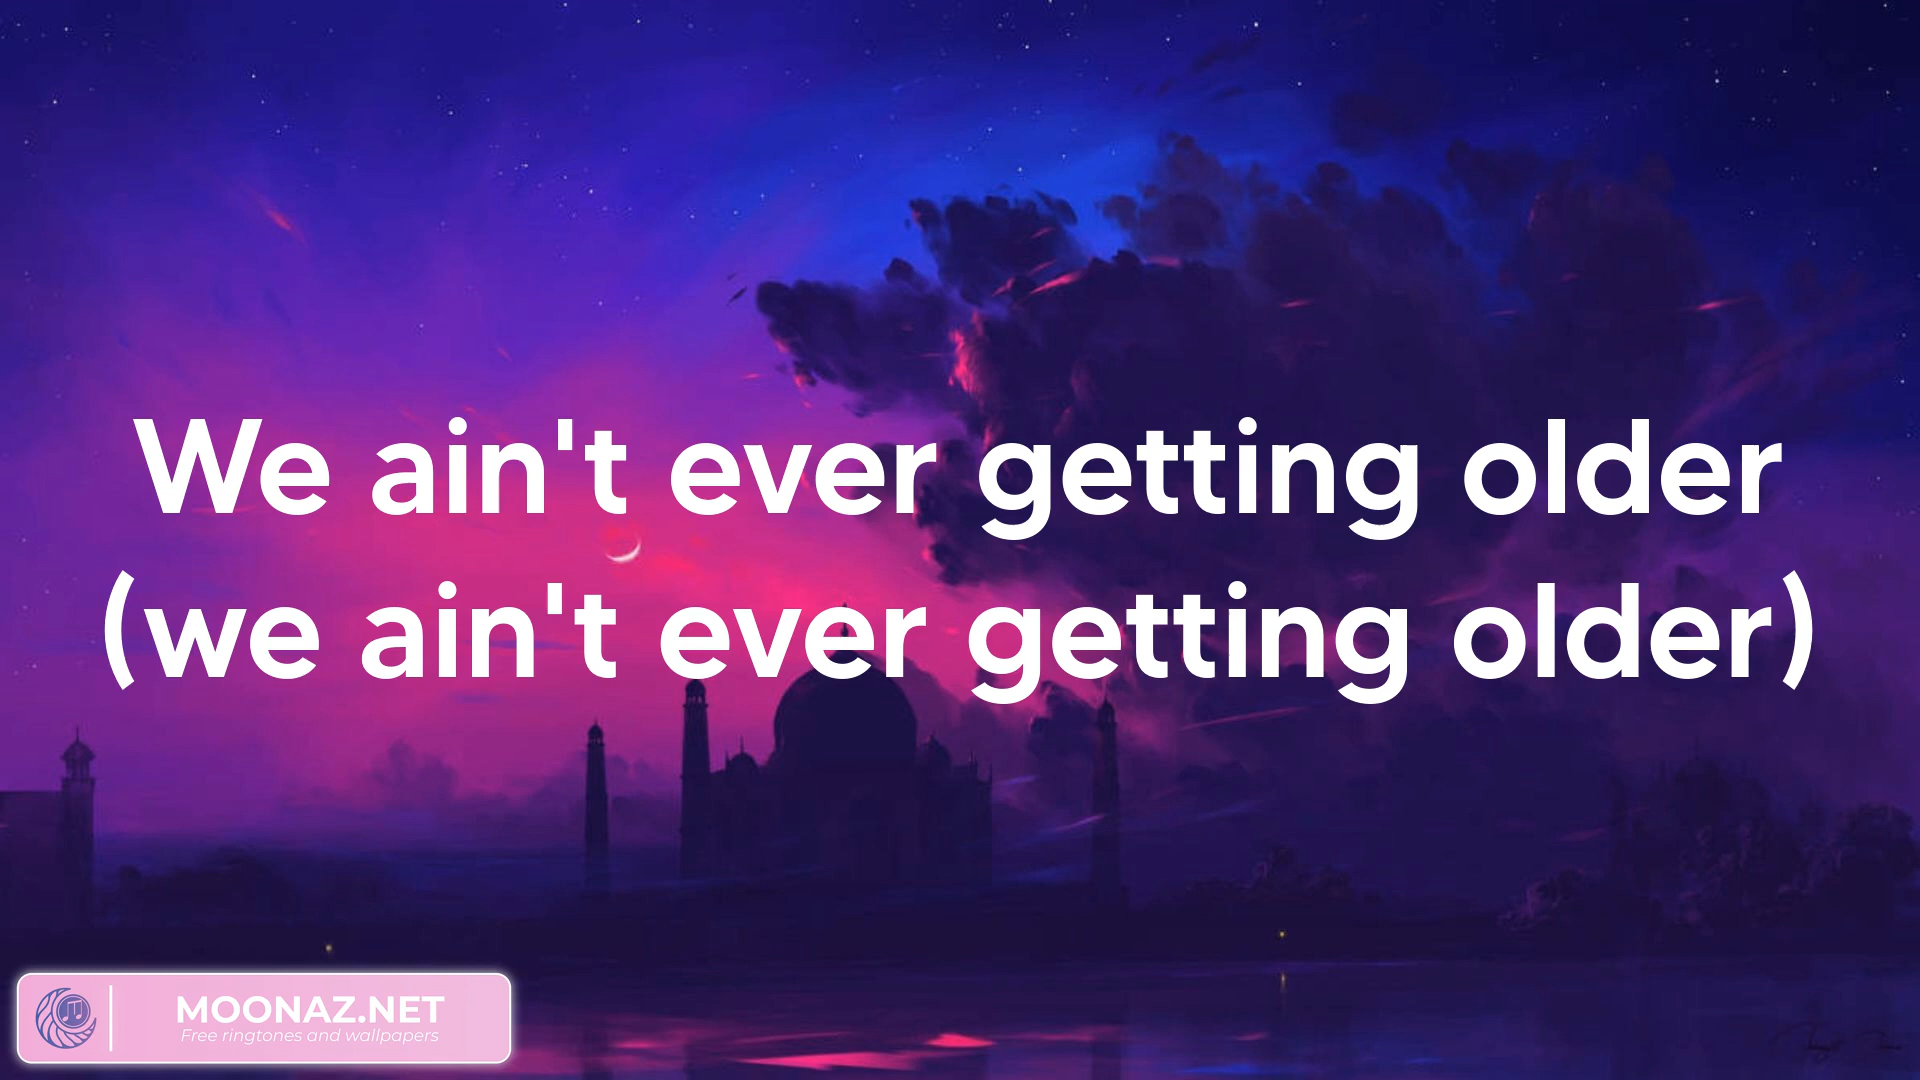 We ain't ever getting older
(we ain't ever getting older)
MOONAZ.NET
Free ringtones and wallpapers